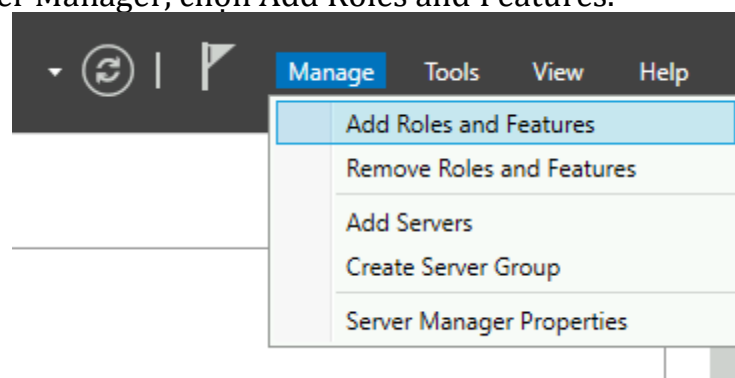 er Manager, chọn Add Roles and Features.
Manage Tools View Help
Add Roles and Features
Remove Roles and Features
Add Servers
Create Server Group
Server Manager Properties